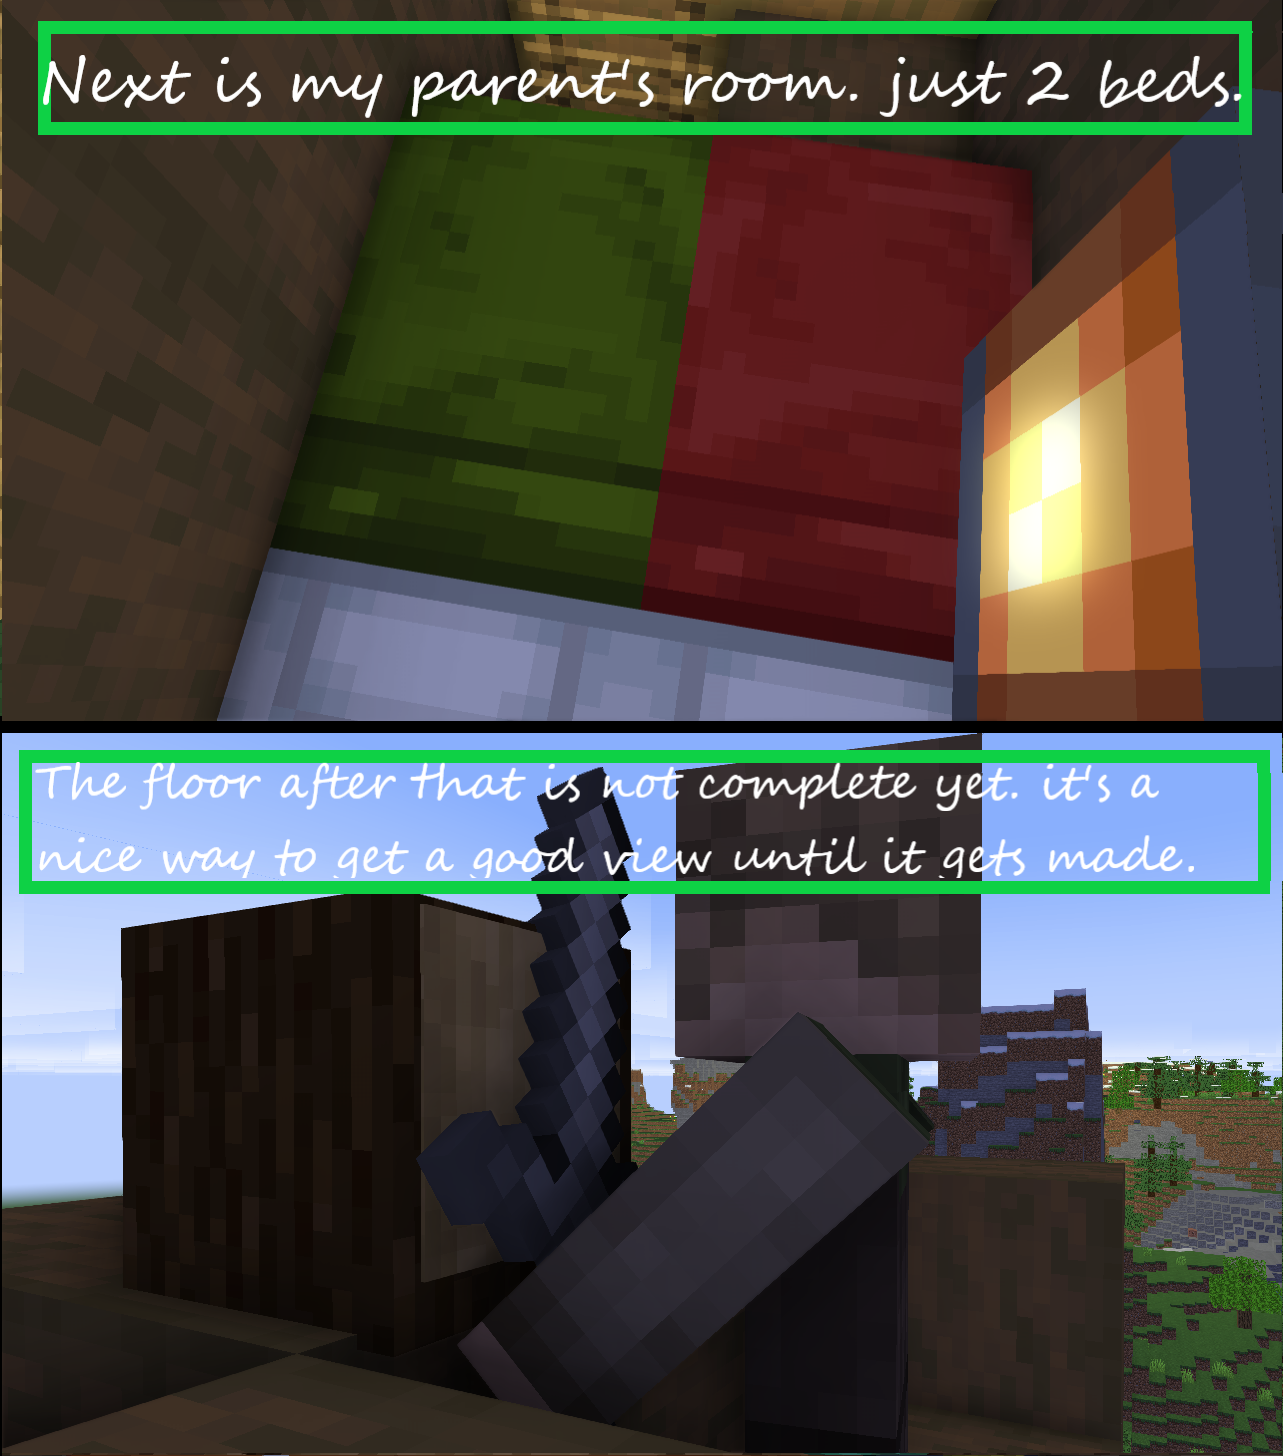 Next is my parent's room. just 2 beds.
The floor after that is not complete yet. it's a
nice way to get a good view until it gets made.